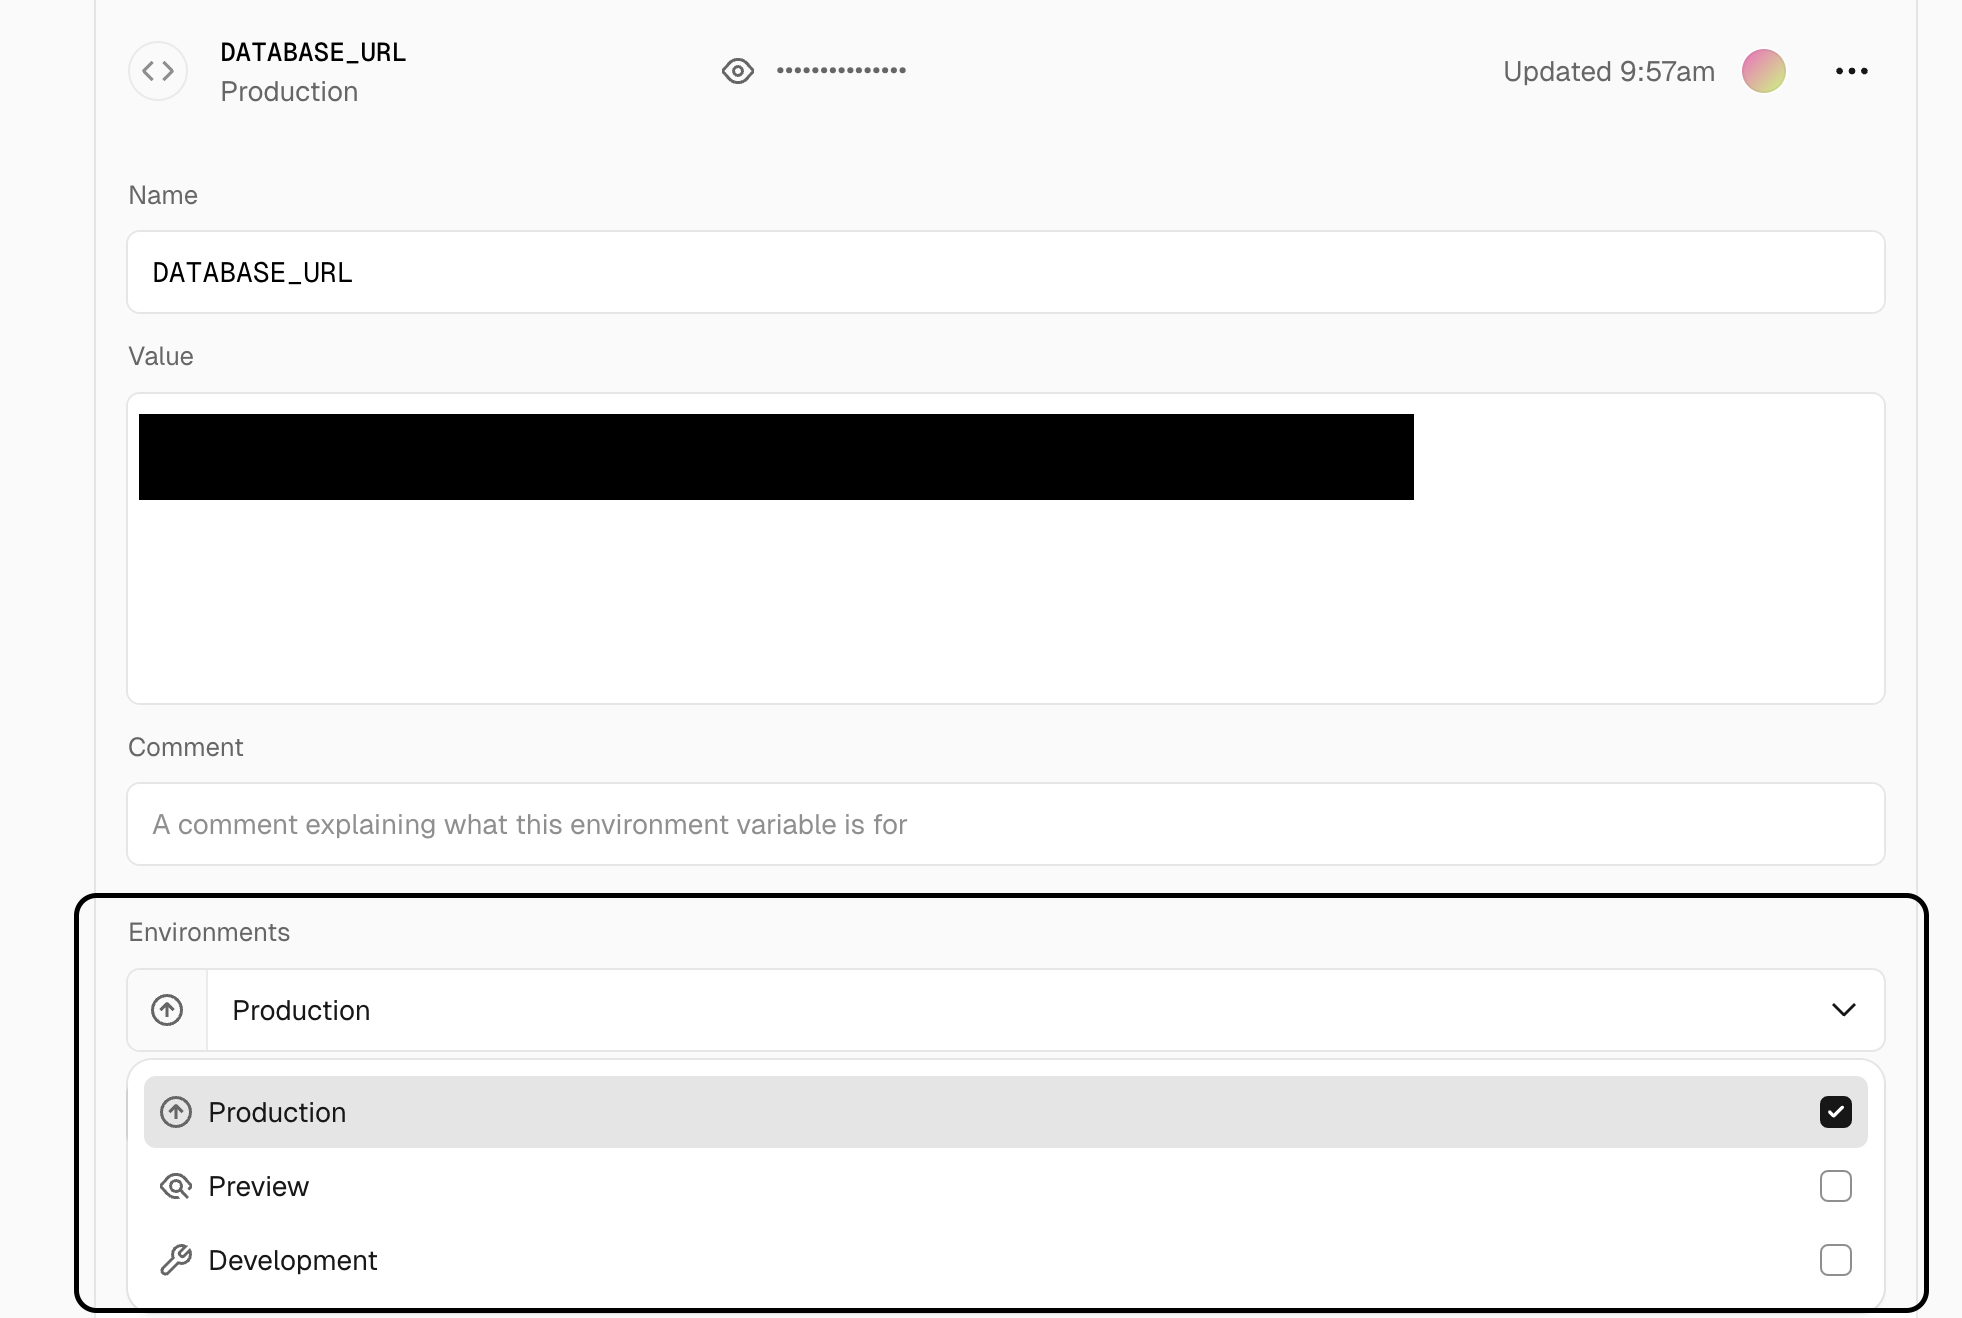 DATABASE_URL
Production
•••••••••••••••
Updated 9:57am
Name
DATABASE_URL
Value
Comment
A comment explaining what this environment variable is for
Environments
Production
Production
Preview
Development